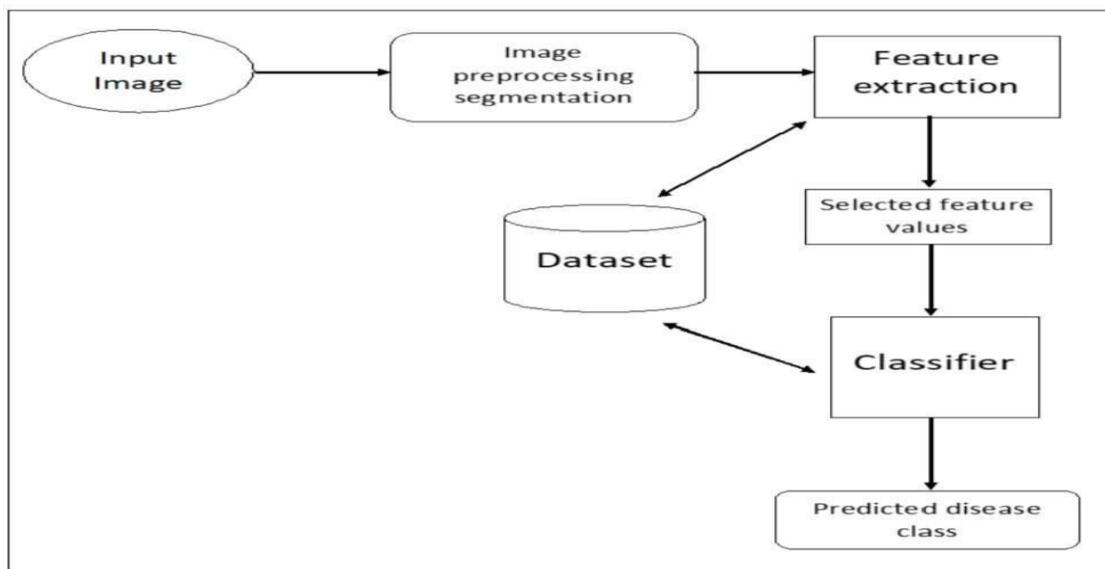 Input
Image
Image
preprocessing
segmentation
Feature
extraction
Selected feature
values
Dataset
Classifier
Predicted disease
class